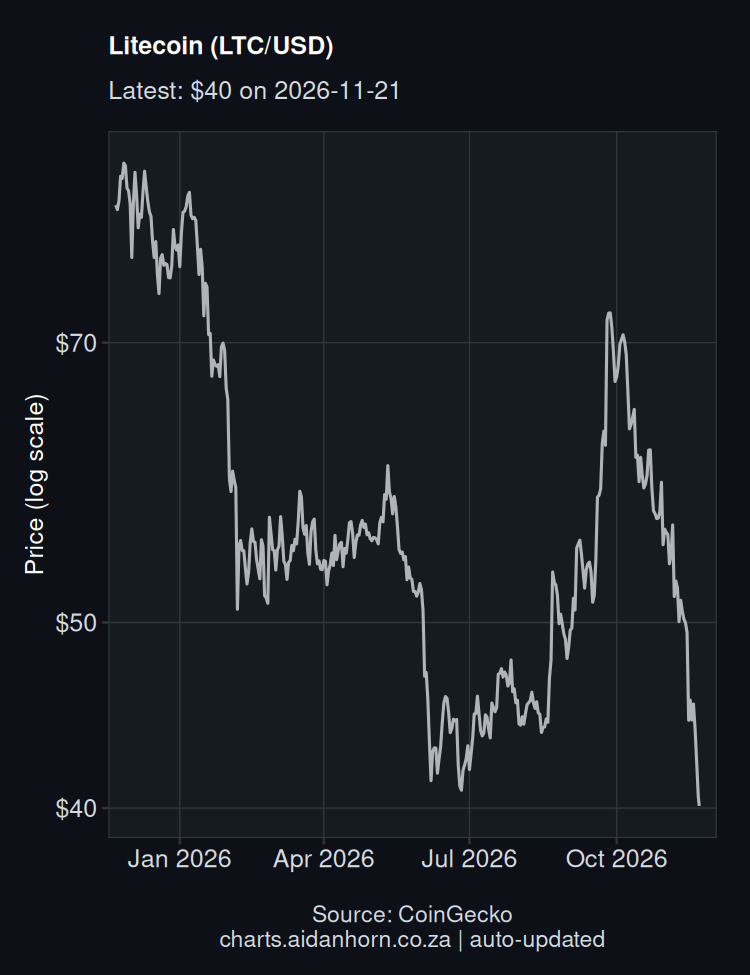 Litecoin (LTC/USD)
Latest: $40 on 2026-11-21
Price (log scale)
$70
$50
$40
Jan 2026
Apr 2026
Jul 2026
Oct 2026
Source: CoinGecko
charts.aidanhorn.co.za | auto-updated